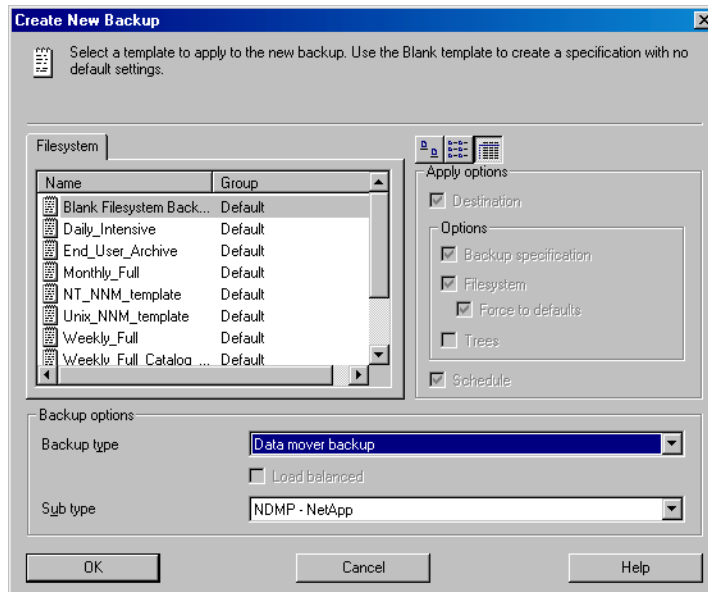 Create New Backup
Select a template to apply to the new backup. Use the Blank template to create a specification with no
default settings.
Filesystem
Name Group
Blank Filesystem Back... Default
Daily_Intensive Default
End_User_Archive Default
Monthly_Full Default
NT_NNM_template Default
Unix_NNM_template Default
Weekly_Full Default
Weekly_Full_Catalog_... Default
Apply options
Destination
Options
Backup specification
Filesystem
Force to defaults
Trees
Schedule
Backup options
Backup type Data mover backup
Load balanced
Sub type NDMP - NetApp
OK Cancel Help